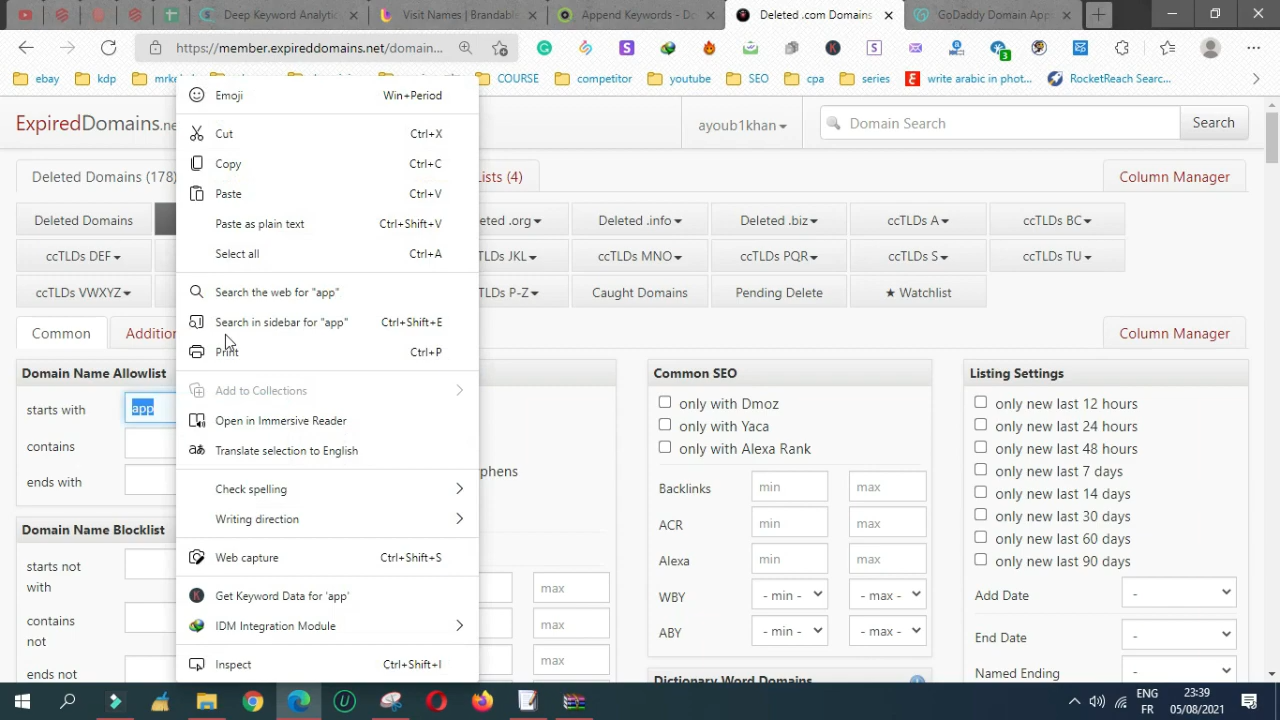 Deep Keyword Analytic
Visit Names | Brandable
Append Keywords - Do
Deleted .com Domains
GoDaddy Domain App
https://member.expireddomains.net/domain...
3
ebay
kdp
mrke
COURSE
competitor
youtube
SEO
cpa
series
write arabic in phot...
RocketReach Searc...
ExpiredDomains.ne
ayoub1khan
Domain Search
Search
Deleted Domains (178)
Lists (4)
Column Manager
Deleted Domains
eted .org
Deleted .info
Deleted .biz
ccTLDs A
ccTLDs BC
ccTLDs DEF
TLDs JKL
ccTLDs MNO
ccTLDs PQR
ccTLDs S
ccTLDs TU
ccTLDs VWXYZ
TLDs P-Z
Caught Domains
Pending Delete
★ Watchlist
Common
Addition
Column Manager
Domain Name Allowlist
starts with
app
contains
ends with
Domain Name Blocklist
starts not
with
contains
not
ends not
Emoji Win+Period
Cut Ctrl+X
Copy Ctrl+C
Paste Ctrl+V
Paste as plain text Ctrl+Shift+V
Select all Ctrl+A
Search the web for "app"
Search in sidebar for "app" Ctrl+Shift+E
Print Ctrl+P
Add to Collections
Open in Immersive Reader
Translate selection to English
Check spelling
Writing direction
Web capture Ctrl+Shift+S
Get Keyword Data for 'app'
IDM Integration Module
Inspect Ctrl+Shift+I
yphens
max
max
max
Common SEO
only with Dmoz
only with Yaca
only with Alexa Rank
Backlinks min max
ACR min max
Alexa min max
WBY - min - - max -
ABY - min - - max -
Dictionary Word Domains
Listing Settings
only new last 12 hours
only new last 24 hours
only new last 48 hours
only new last 7 days
only new last 14 days
only new last 30 days
only new last 60 days
only new last 90 days
Add Date -
End Date -
Named Ending -
ENG
FR
23:39
05/08/2021